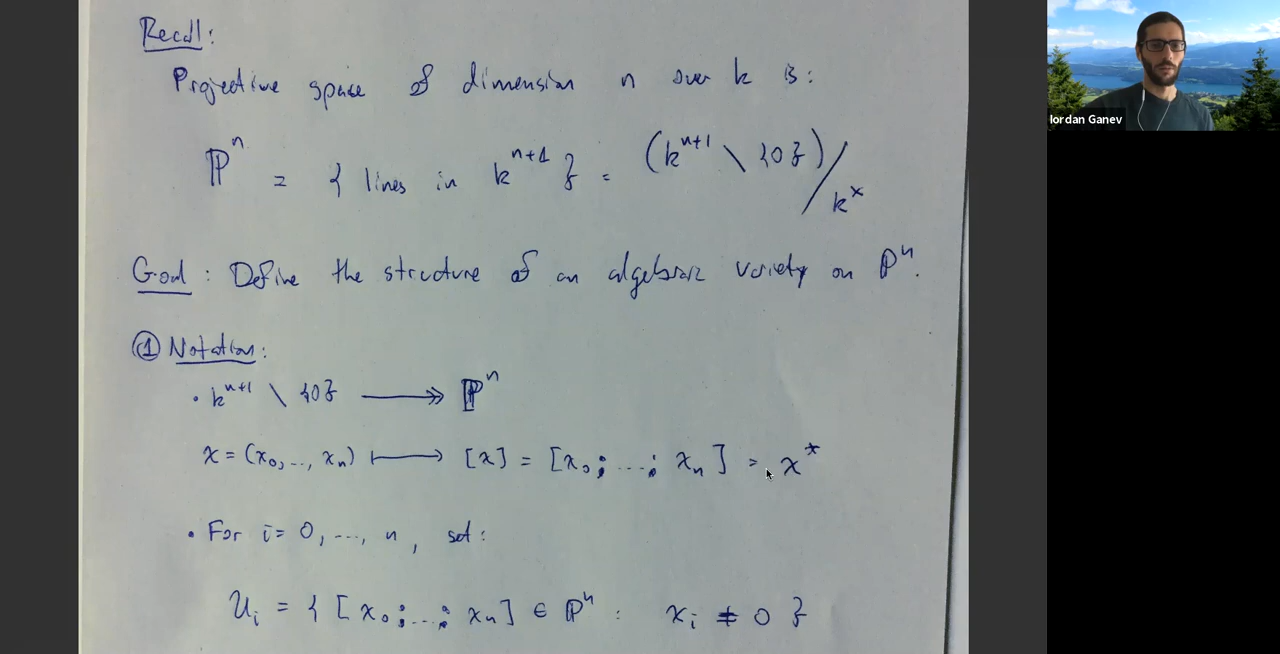 Recall:
Projective space of dimension n over k is:
ℙⁿ = { lines in kⁿ⁺¹ } = (kⁿ⁺¹ \ {0}) / kˣ
Goal: Define the structure of an algebraic variety on ℙⁿ.
① Notation:
• kⁿ⁺¹ \ {0} ↠ ℙⁿ
x = (x₀, ..., xₙ) ⟼ [x] = [x₀; ...; xₙ] = x*
• For i = 0, ..., n, set:
Uᵢ = { [x₀; ...; xₙ] ∈ ℙⁿ : xᵢ ≠ 0 }
Iordan Ganev